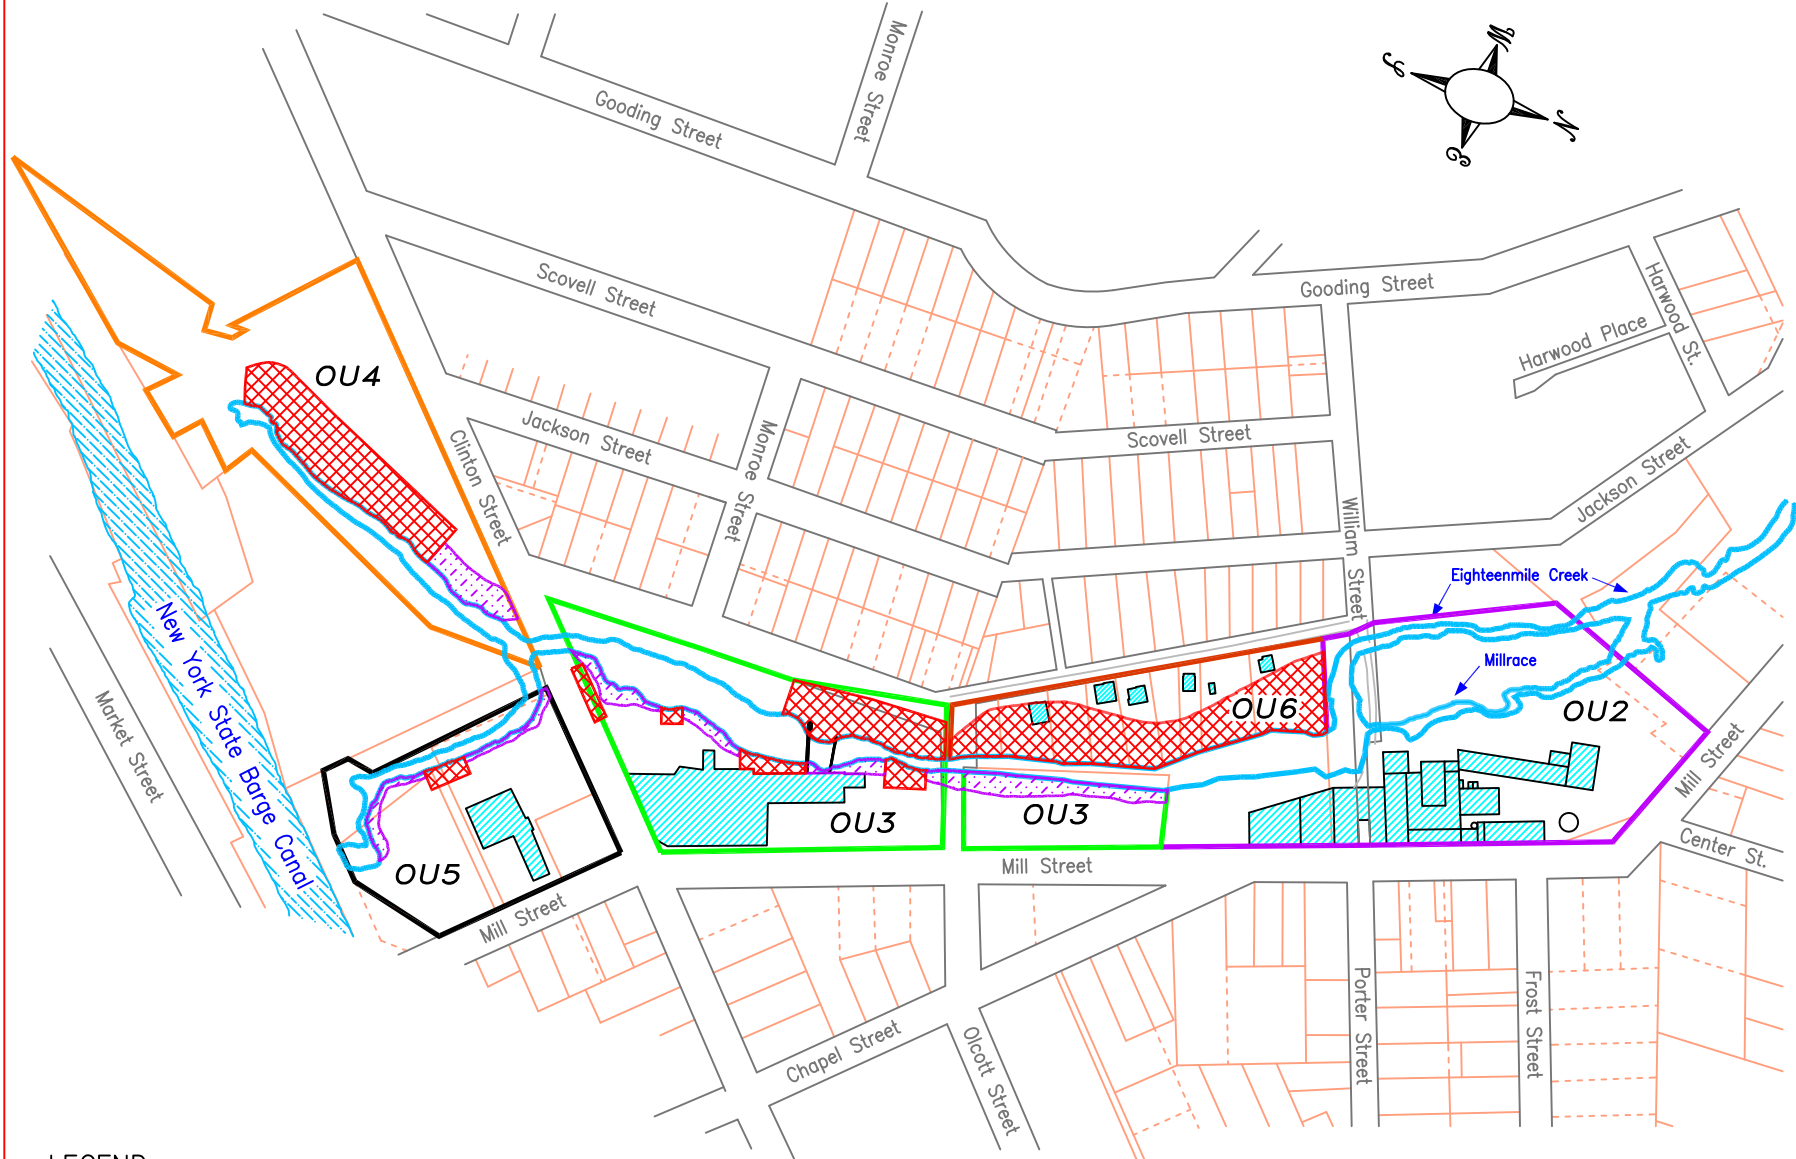 Monroe Street
W
S
N
E
Gooding Street
Harwood St.
Scovell Street
Gooding Street
Harwood Place
OU4
Jackson Street
Monroe Street
Clinton Street
Scovell Street
Jackson Street
William Street
Eighteenmile Creek
New York State Barge Canal
Millrace
Market Street
OU6
OU2
Mill Street
OU3
OU3
OU5
Mill Street
Center St.
Mill Street
Porter Street
Frost Street
Chapel Street
Olcott Street
LEGEND